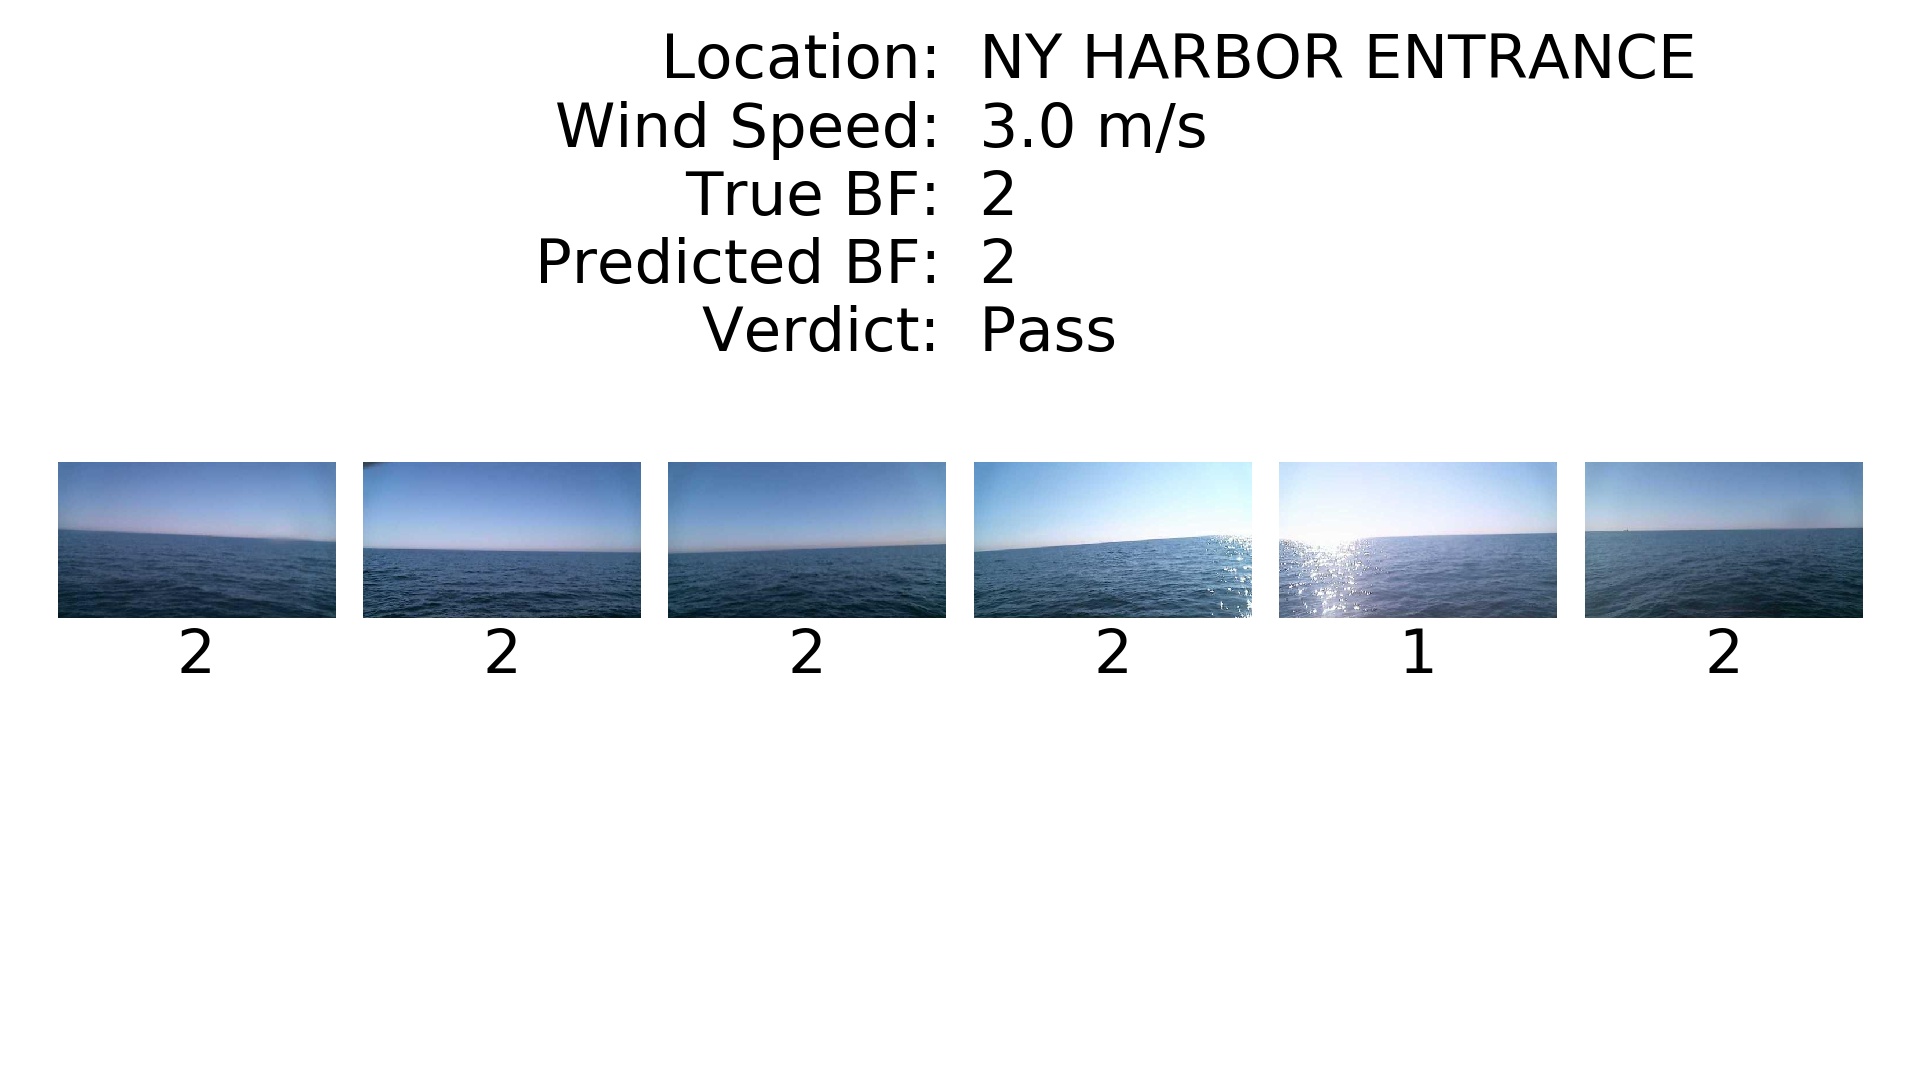 Location: NY HARBOR ENTRANCE
Wind Speed: 3.0 m/s
True BF: 2
Predicted BF: 2
Verdict: Pass
2 2 2 2 1 2